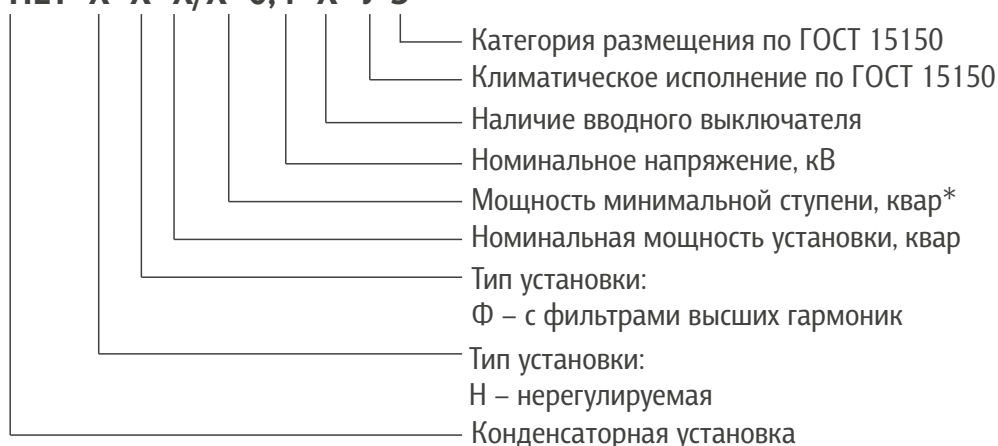 Категория размещения по ГОСТ 15150
Климатическое исполнение по ГОСТ 15150
Наличие вводного выключателя
Номинальное напряжение, кВ
Мощность минимальной ступени, квар*
Номинальная мощность установки, квар
Тип установки:
Ф – с фильтрами высших гармоник
Тип установки:
Н – нерегулируемая
Конденсаторная установка